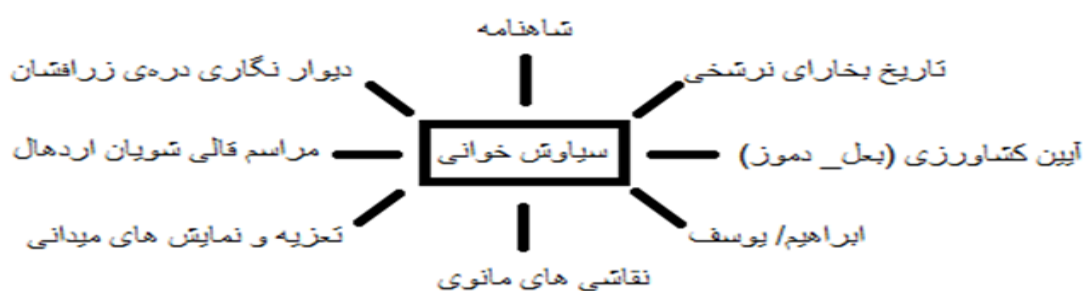 شاهنامه
تاریخ بخارای نرشخی
دیوار نگاری دره‌ی زرافشان
آیین کشاورزی (بعل_ دموز)
سیاوش خوانی
مراسم قالی شویان اردهال
ابراهیم/ یوسف
تعزیه و نمایش های میدانی
نقاشی های مانوی